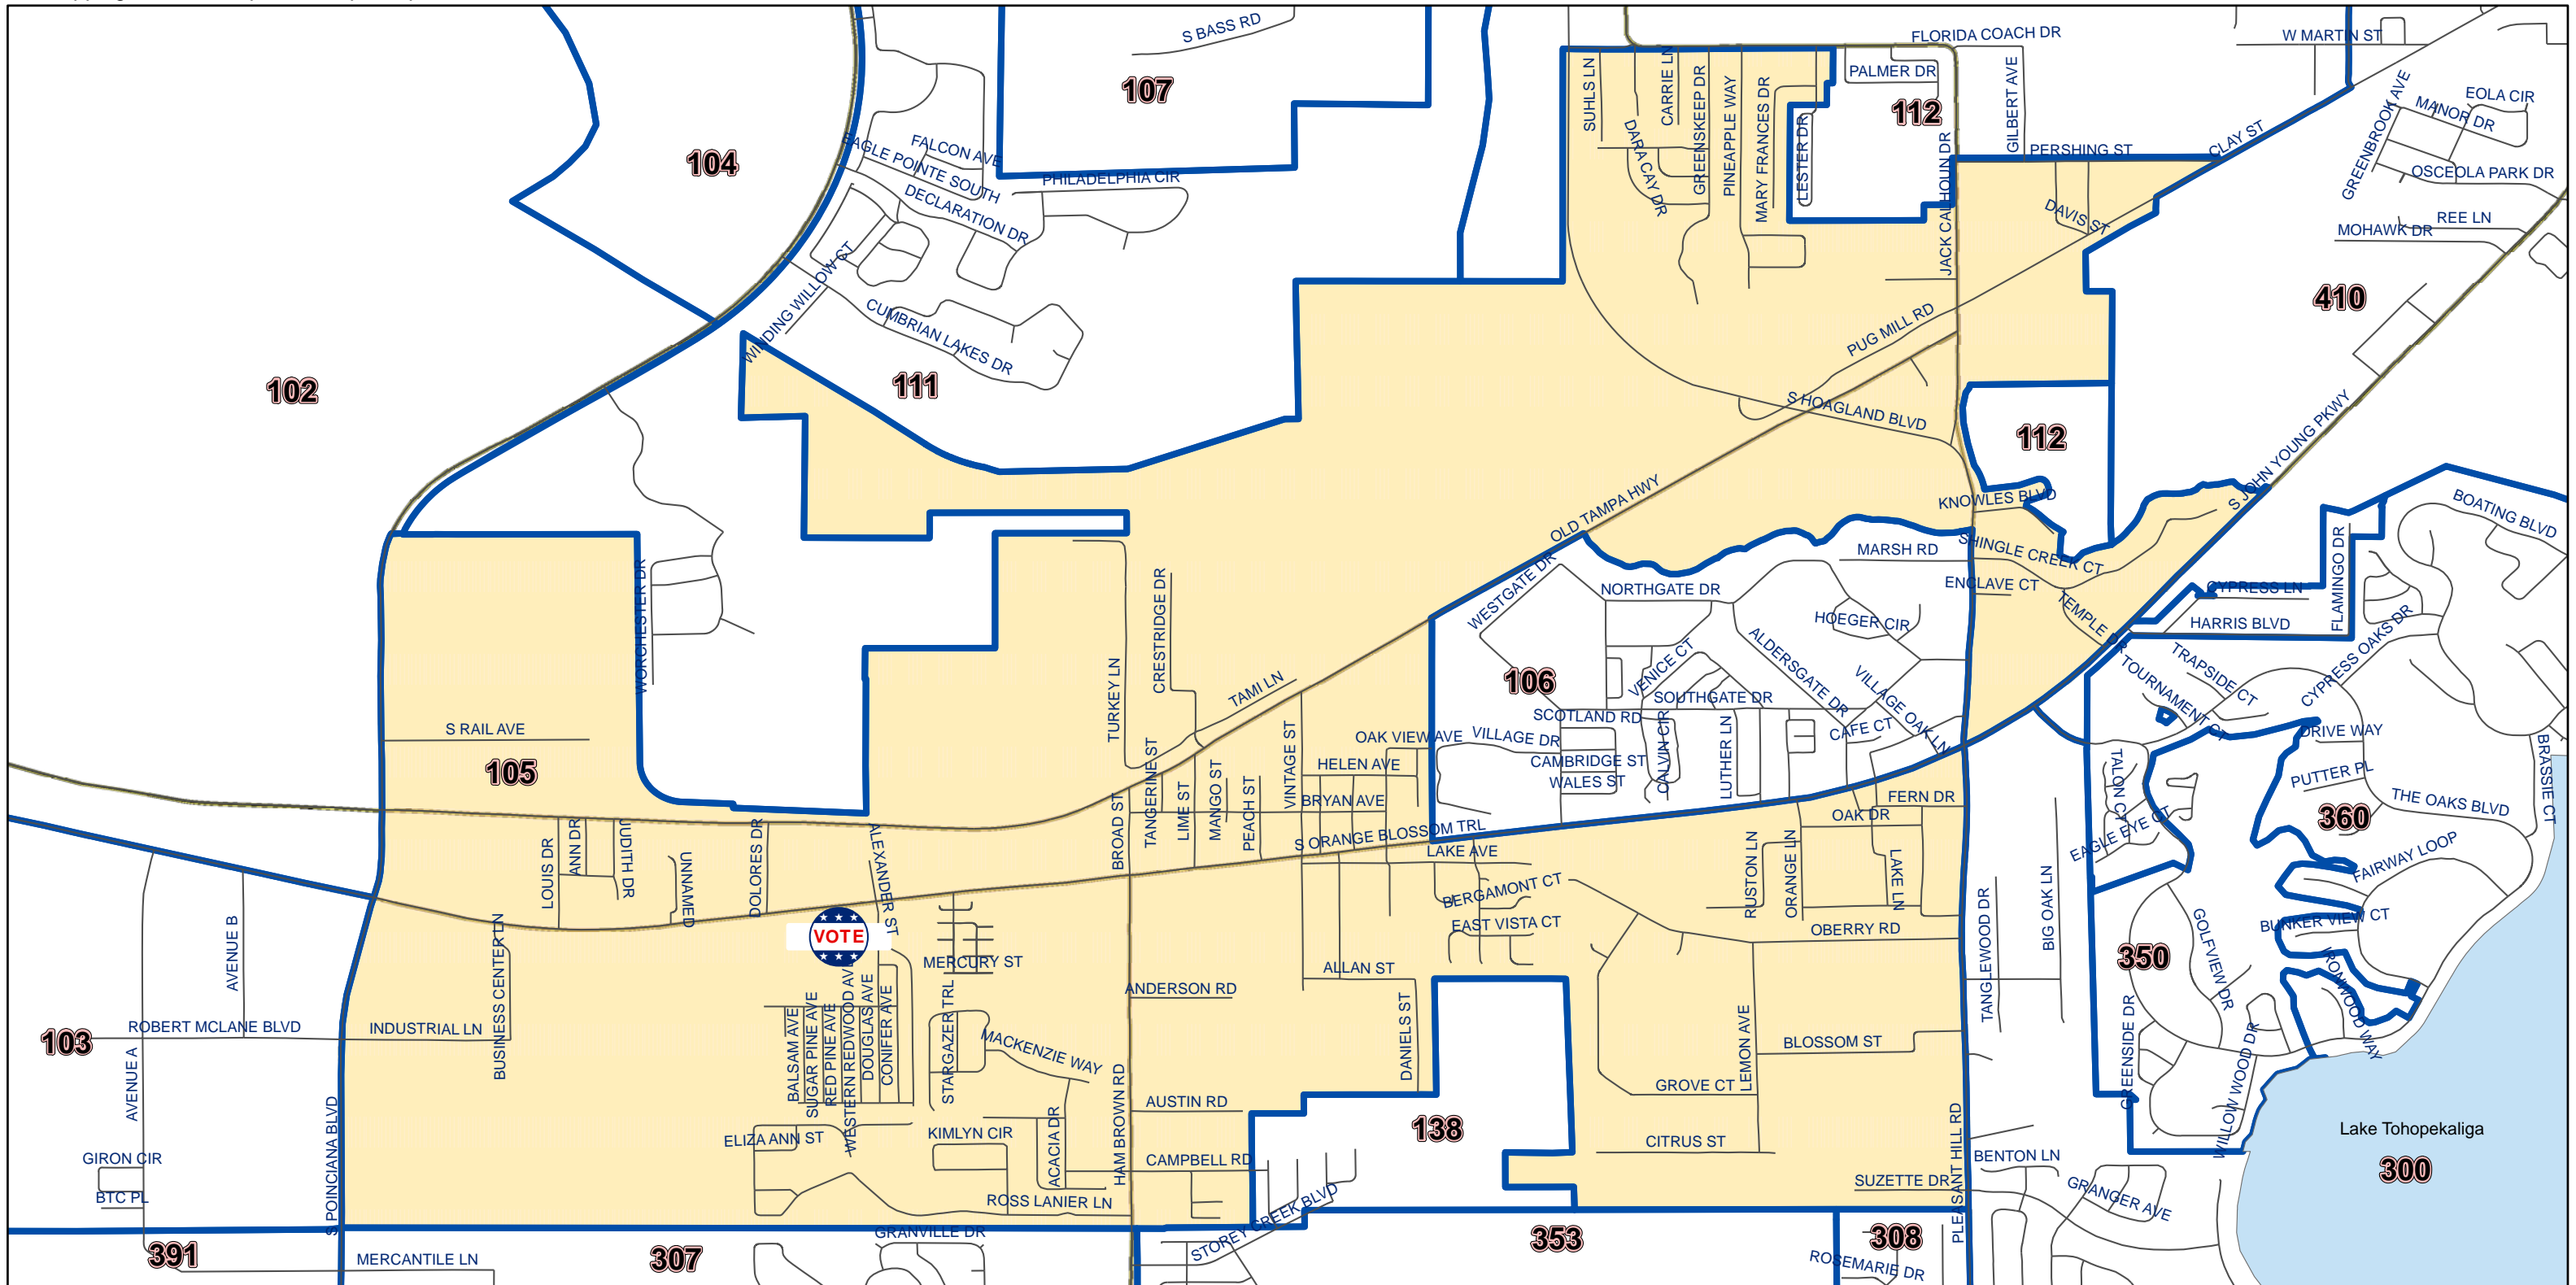 S BASS RD
FLORIDA COACH DR
W MARTIN ST
107
104
112
PALMER DR
SUHLS LN
CARRIE LN
GREENSKEEP DR
PINEAPPLE WAY
MARY FRANCES DR
DARA CAY DR
LESTER DR
JACK CALHOUN DR
GILBERT AVE
PERSHING ST
CLAY ST
DAVIS ST
GREENBROOK AVE
EOLA CIR
MANOR DR
OSCEOLA PARK DR
REE LN
MOHAWK DR
FALCON AVE
EAGLE POINTE SOUTH
DECLARATION DR
PHILADELPHIA CIR
WINDING WILLOW CT
CUMBRIAN LAKES DR
410
102
111
PUG MILL RD
S HOAGLAND BLVD
112
S JOHN YOUNG PKWY
OLD TAMPA HWY
KNOWLES BLVD
BOATING BLVD
MARSH RD
SHINGLE CREEK CT
ENCLAVE CT
TEMPLE DR
WESTGATE DR
NORTHGATE DR
HOEGER CIR
CYPRESS LN
FLAMINGO DR
HARRIS BLVD
WORCHESTER DR
TURKEY LN
CRESTRIDGE DR
TAMI LN
106
VENICE CT
ALDERSGATE DR
VILLAGE OAK LN
SOUTHGATE DR
SCOTLAND RD
TOURNAMENT CT
TRAPSIDE CT
CYPRESS OAKS DR
S RAIL AVE
105
TANGERINE ST
VINTAGE ST
OAK VIEW AVE
VILLAGE DR
CAMBRIDGE ST
WALES ST
CALVIN CIR
LUTHER LN
CAFE CT
DRIVE WAY
PUTTER PL
BRASSIE CT
HELEN AVE
BRYAN AVE
LIME ST
MANGO ST
PEACH ST
BROAD ST
S ORANGE BLOSSOM TRL
LAKE AVE
FERN DR
OAK DR
TALON CT
EAGLE EYE CT
360
THE OAKS BLVD
FAIRWAY LOOP
LOUIS DR
ANN DR
JUDITH DR
UNNAMED
DOLORES DR
ALEXANDER ST
VOTE
BERGAMONT CT
EAST VISTA CT
RUSTON LN
ORANGE LN
LAKE LN
OBERRY RD
TANGLEWOOD DR
BIG OAK LN
350
GOLFVIEW DR
BUNKER VIEW CT
IRONWOOD WAY
AVENUE B
BUSINESS CENTER LN
MERCURY ST
ALLAN ST
ANDERSON RD
103
ROBERT MCLANE BLVD
INDUSTRIAL LN
AVENUE A
BALSAM AVE
SUGAR PINE AVE
RED PINE AVE
WESTERN REDWOOD AVE
DOUGLAS AVE
CONIFER AVE
STARGAZER TRL
MACKENZIE WAY
DANIELS ST
LEMON AVE
BLOSSOM ST
GROVE CT
GREENSIDE DR
WILLOW WOOD DR
HAM BROWN RD
AUSTIN RD
138
CITRUS ST
PLEASANT HILL RD
Lake Tohopekaliga
300
ELIZA ANN ST
KIMLYN CIR
ACACIA DR
CAMPBELL RD
GIRON CIR
BTC PL
S POINCIANA BLVD
ROSS LANIER LN
SUZETTE DR
BENTON LN
GRANGER AVE
STOREY CREEK BLVD
391
MERCANTILE LN
307
GRANVILLE DR
353
308
ROSEMARIE DR